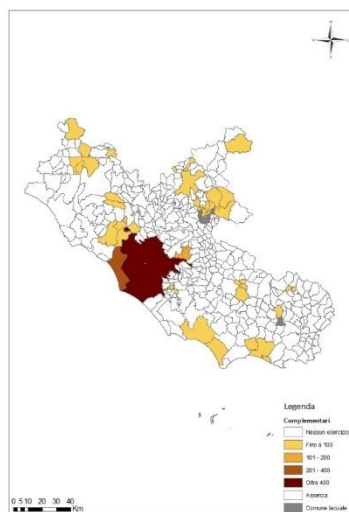 N
Legenda
Complementari
Nessun esercizio
Fino a 100
101 - 200
201 - 400
Oltre 400
Assenza
Comune lacuale
0 5 10 20 30 40
Km